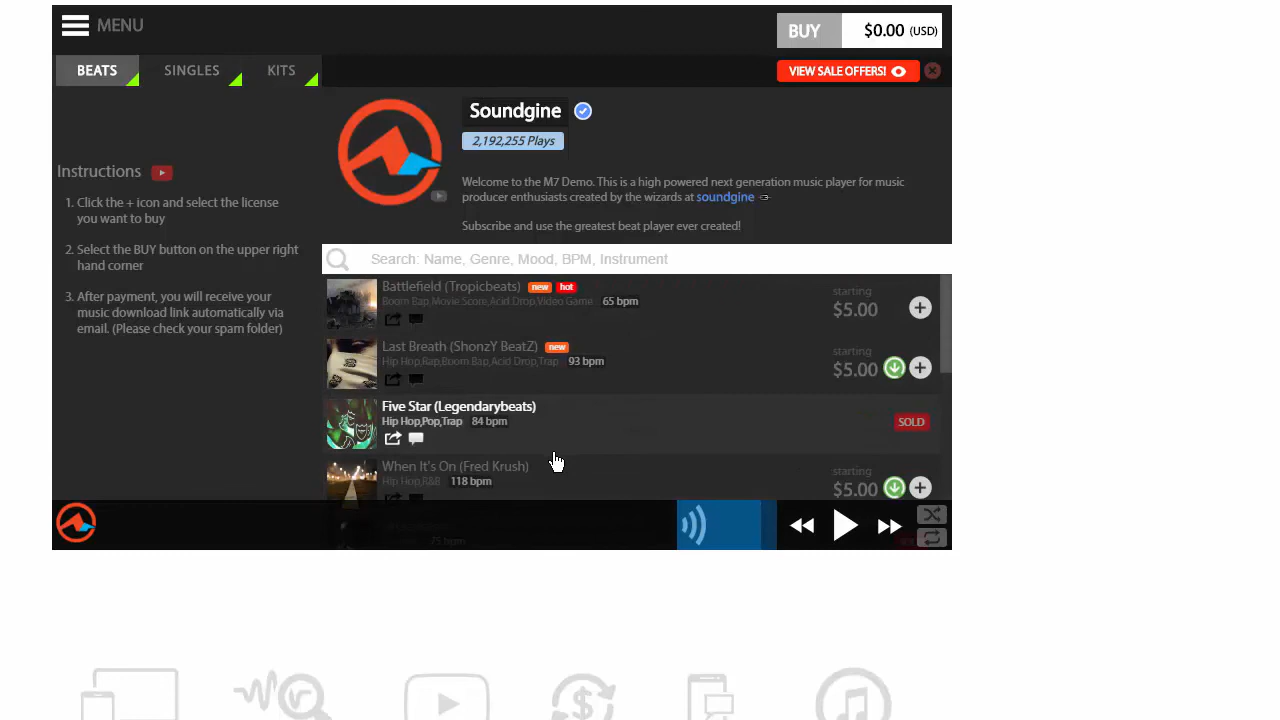 MENU
BUY $0.00 (USD)
BEATS SINGLES KITS
VIEW SALE OFFERS!
Soundgine
2,192,255 Plays
Instructions
1. Click the + icon and select the license
you want to buy
2. Select the BUY button on the upper right
hand corner
3. After payment, you will receive your
music download link automatically via
email. (Please check your spam folder)
Welcome to the M7 Demo. This is a high powered next generation music player for music
producer enthusiasts created by the wizards at soundgine
Subscribe and use the greatest beat player ever created!
Search: Name, Genre, Mood, BPM, Instrument
Battlefield (Tropicbeats) new hot
Boom Bap,Movie Score,Acid Drop,Video Game 65 bpm
starting
$5.00
Last Breath (ShonzY BeatZ) new
Hip Hop,Rap,Boom Bap,Acid Drop,Trap 93 bpm
starting
$5.00
Five Star (Legendarybeats)
Hip Hop,Pop,Trap 84 bpm
SOLD
When It's On (Fred Krush)
Hip Hop,R&B 118 bpm
starting
$5.00
75 bpm